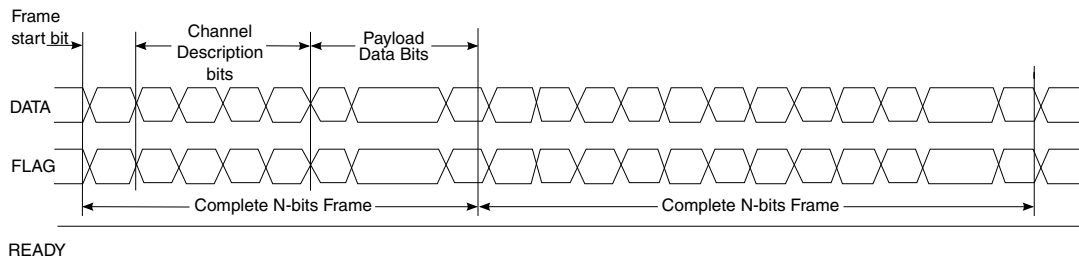 Frame
start bit
Channel
Description
bits
Payload
Data Bits
DATA
FLAG
Complete N-bits Frame
Complete N-bits Frame
READY